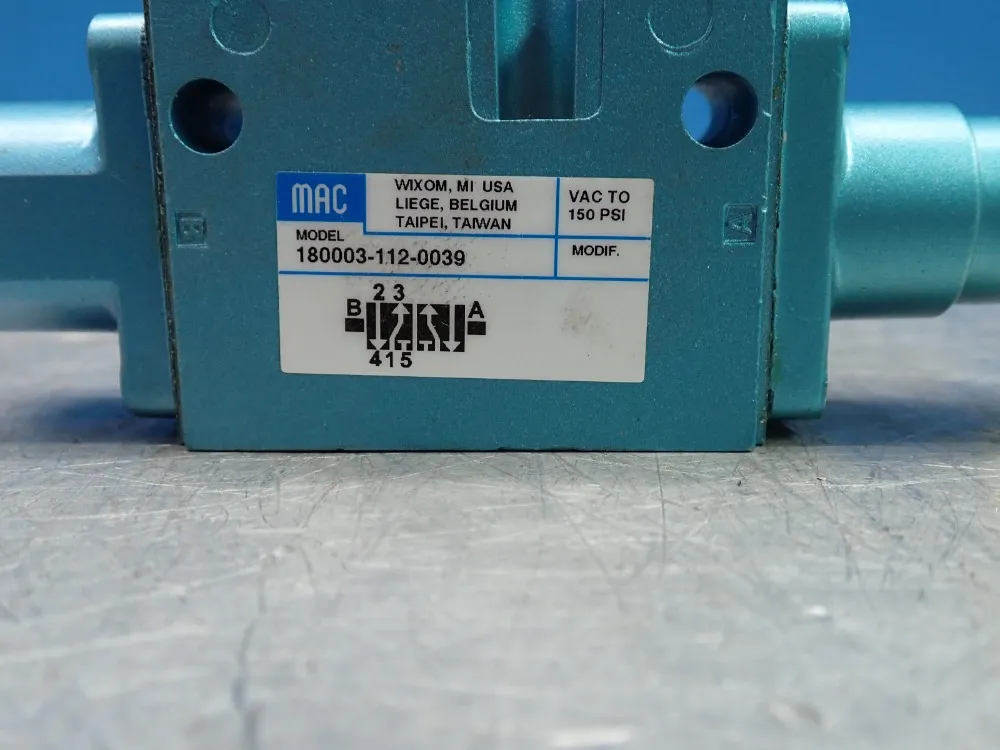 MAC
WIXOM, MI USA
LIEGE, BELGIUM
TAIPEI, TAIWAN
VAC TO
150 PSI
MODEL
180003-112-0039
MODIF.
2 3
B A
4 1 5
B
A